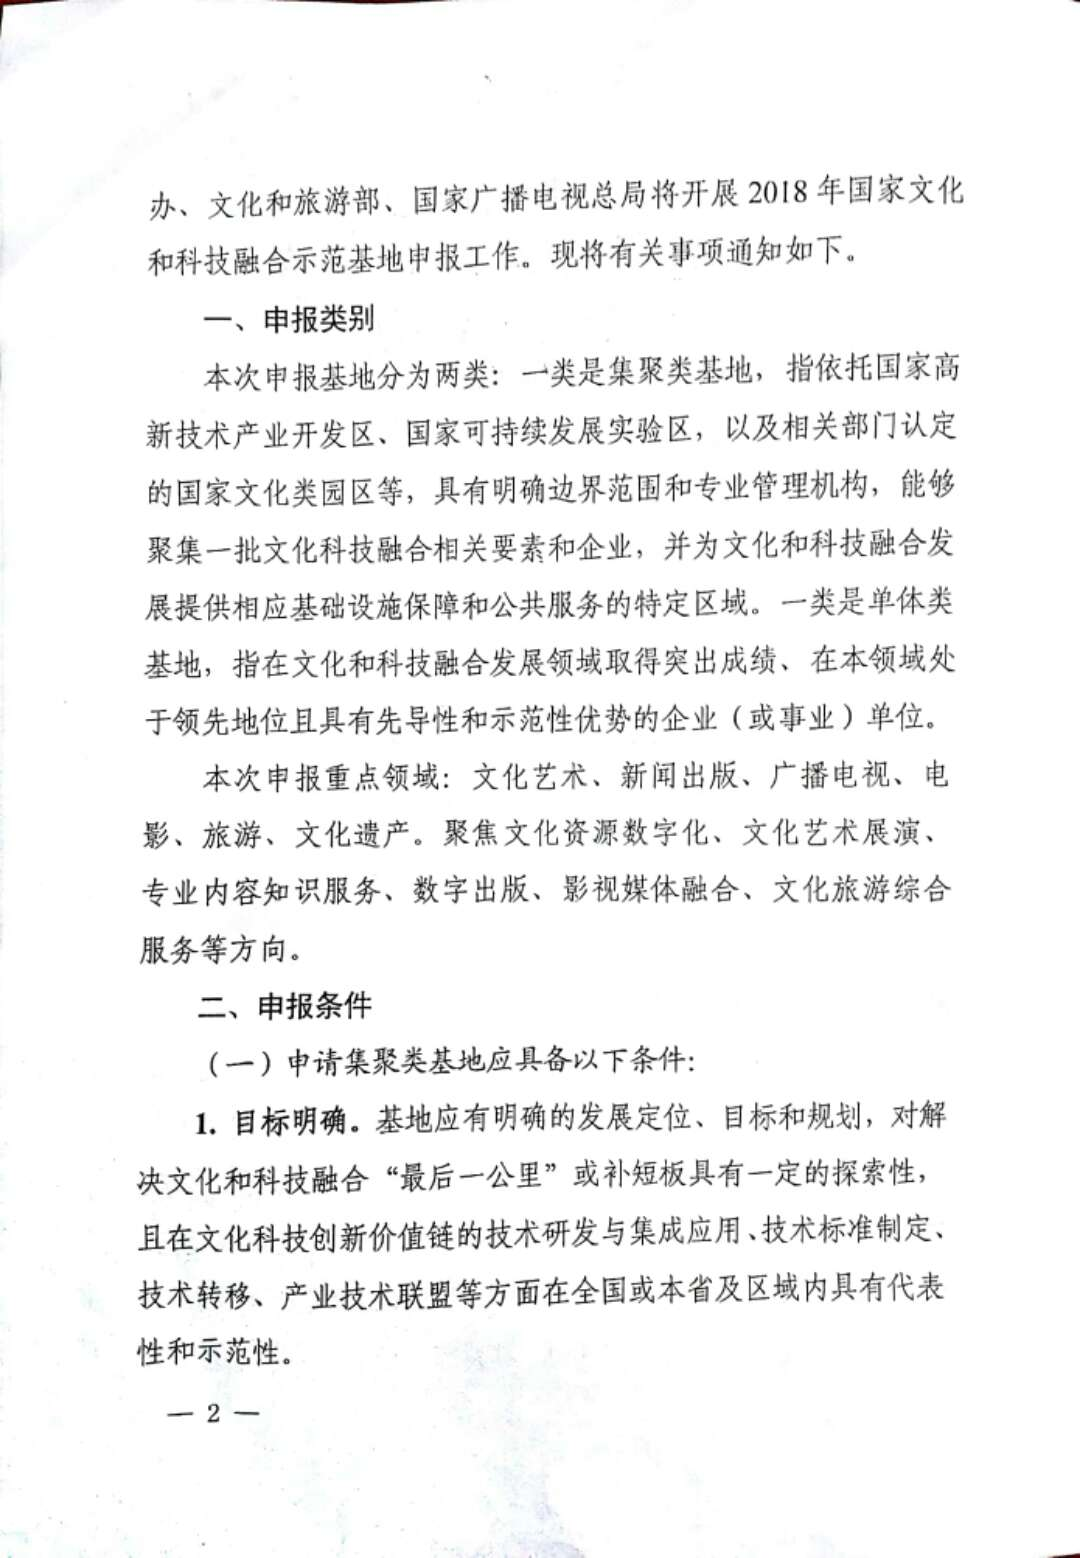 办、文化和旅游部、国家广播电视总局将开展 2018 年国家文化
和科技融合示范基地申报工作。现将有关事项通知如下。
一、申报类别
本次申报基地分为两类：一类是集聚类基地，指依托国家高
新技术产业开发区、国家可持续发展实验区，以及相关部门认定
的国家文化类园区等，具有明确边界范围和专业管理机构，能够
聚集一批文化科技融合相关要素和企业，并为文化和科技融合发
展提供相应基础设施保障和公共服务的特定区域。一类是单体类
基地，指在文化和科技融合发展领域取得突出成绩、在本领域处
于领先地位且具有先导性和示范性优势的企业（或事业）单位。
本次申报重点领域：文化艺术、新闻出版、广播电视、电
影、旅游、文化遗产。聚焦文化资源数字化、文化艺术展演、
专业内容知识服务、数字出版、影视媒体融合、文化旅游综合
服务等方向。
二、申报条件
（一）申请集聚类基地应具备以下条件：
1. 目标明确。基地应有明确的发展定位、目标和规划，对解
决文化和科技融合“最后一公里”或补短板具有一定的探索性，
且在文化科技创新价值链的技术研发与集成应用、技术标准制定、
技术转移、产业技术联盟等方面在全国或本省及区域内具有代表
性和示范性。
— 2 —